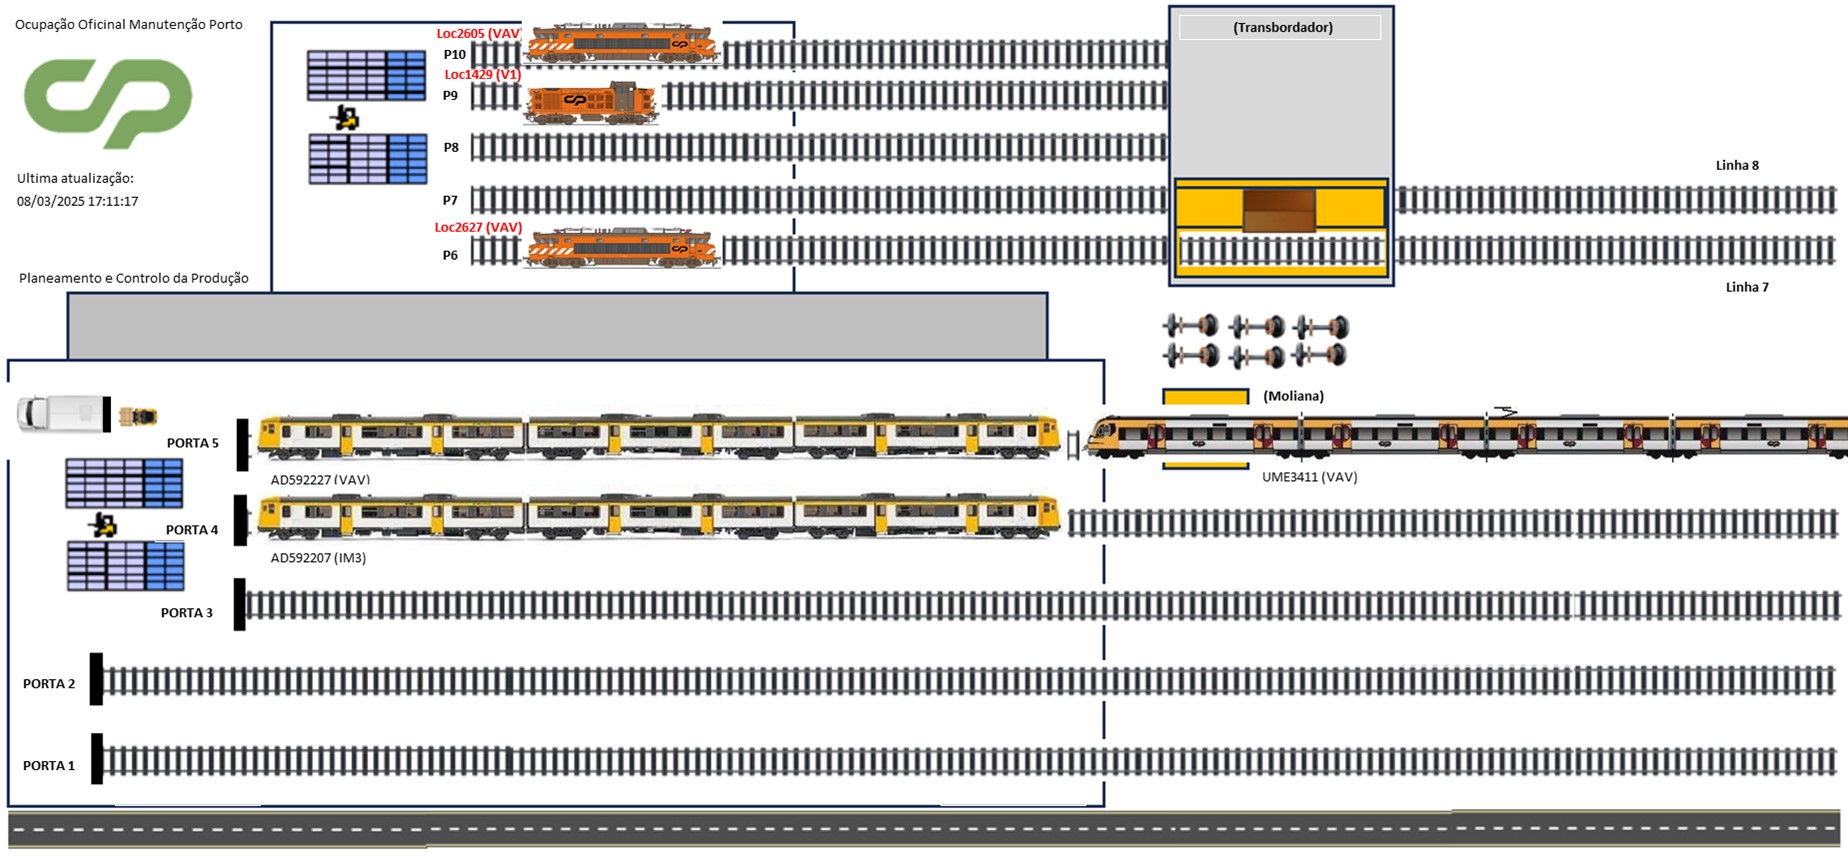 Ocupação Oficinal Manutenção Porto
Ultima atualização:
08/03/2025 17:11:17
Planeamento e Controlo da Produção
Loc2605 (VAV)
P10
Loc1429 (V1)
P9
P8
P7
Loc2627 (VAV)
P6
(Transbordador)
Linha 8
Linha 7
(Moliana)
PORTA 5
AD592227 (VAV)
UME3411 (VAV)
PORTA 4
AD592207 (IM3)
PORTA 3
PORTA 2
PORTA 1